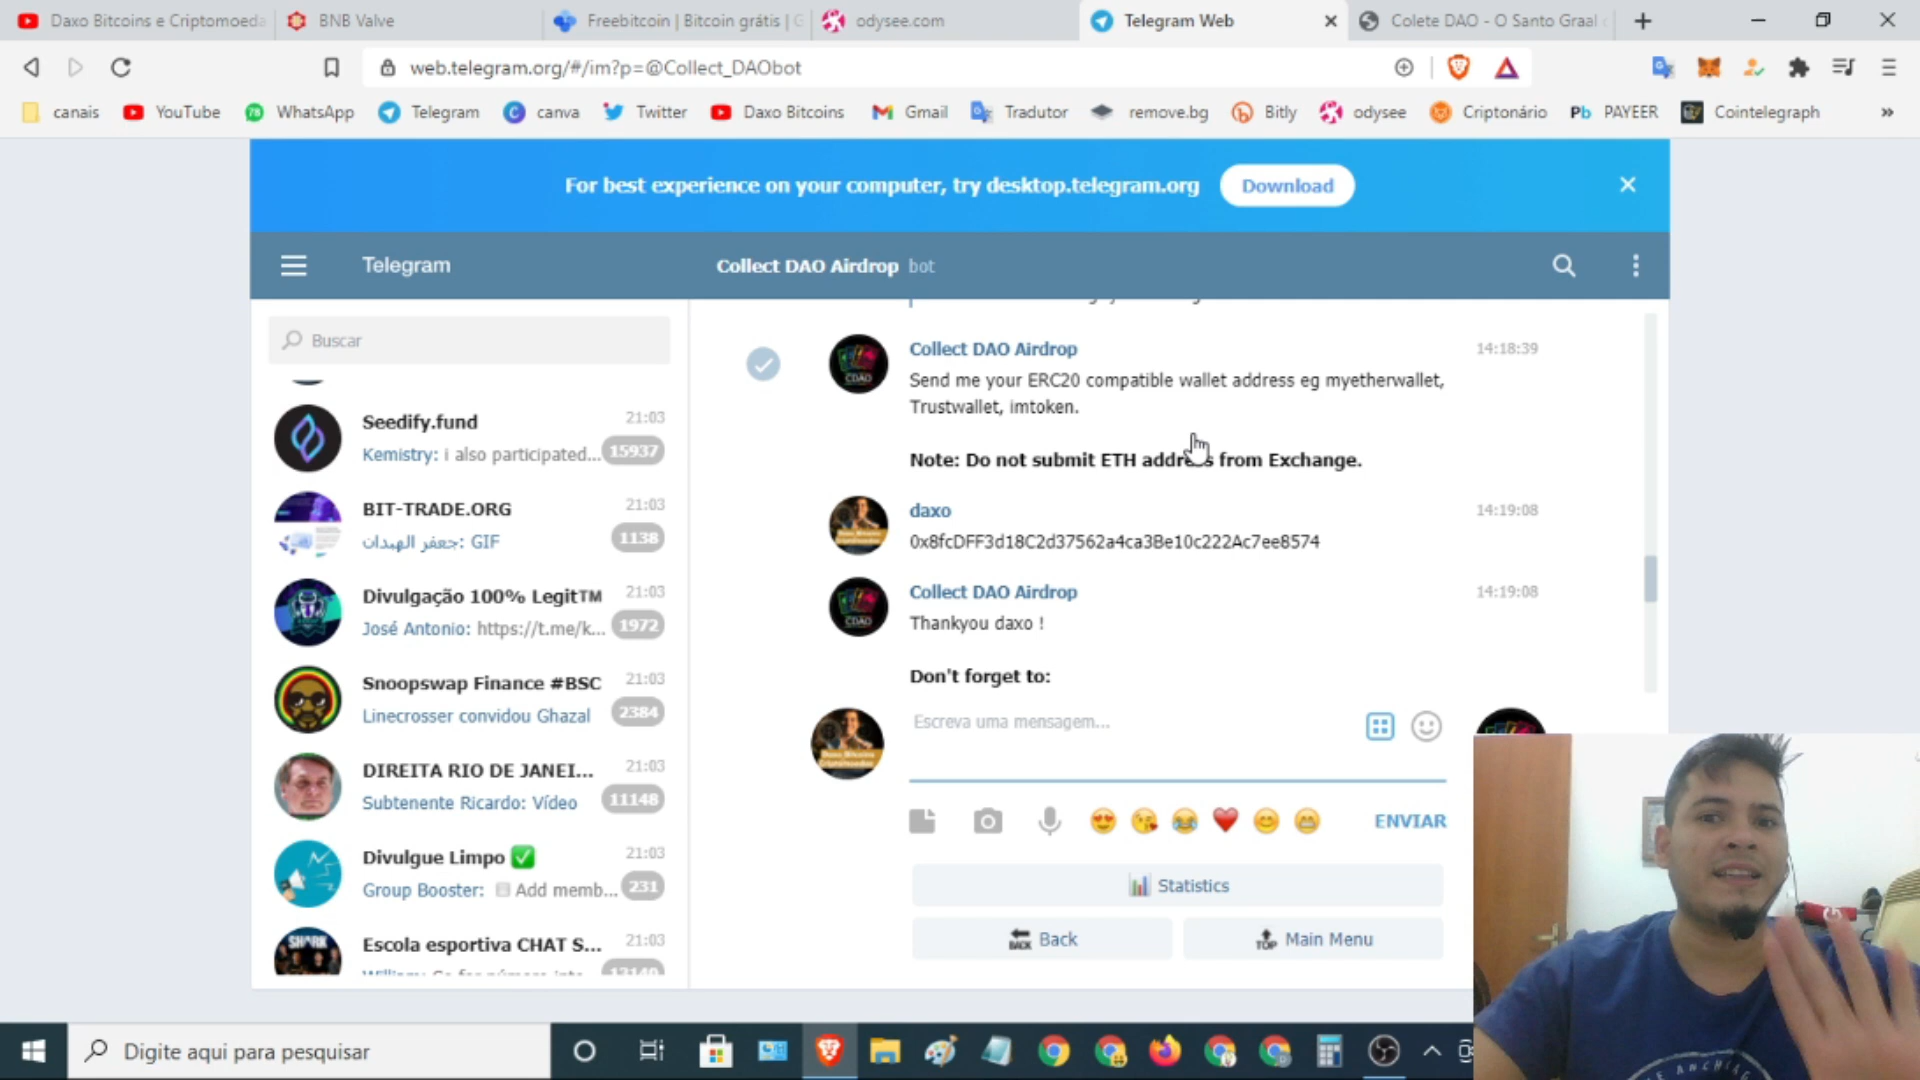 Daxo Bitcoins e Criptomoeda
BNB Valve
Freebitcoin | Bitcoin grátis | G
odysee.com
Telegram Web
Colete DAO - O Santo Graal
web.telegram.org/#/im?p=@Collect_DAObot
canais
YouTube
WhatsApp
Telegram
canva
Twitter
Daxo Bitcoins
Gmail
Tradutor
remove.bg
Bitly
odysee
Criptonário
Pb PAYEER
Cointelegraph
For best experience on your computer, try desktop.telegram.org
Download
Telegram
Collect DAO Airdrop bot
Buscar
Seedify.fund 21:03
Kemistry: i also participated... 15937
BIT-TRADE.ORG 21:03
جعفر الهبدات: GIF 1138
Divulgação 100% Legit™ 21:03
José Antonio: https://t.me/k... 1972
Snoopswap Finance #BSC 21:03
Linecrosser convidou Ghazal 2384
DIREITA RIO DE JANEI... 21:03
Subtenente Ricardo: Vídeo 11148
Divulgue Limpo ✅ 21:03
Group Booster: Add memb... 231
SHARK
Escola esportiva CHAT S... 21:03
Collect DAO Airdrop 14:18:39
CDAO
Send me your ERC20 compatible wallet address eg myetherwallet,
Trustwallet, imtoken.
Note: Do not submit ETH address from Exchange.
daxo 14:19:08
0x8fcDFF3d18C2d37562a4ca3Be10c222Ac7ee8574
Collect DAO Airdrop 14:19:08
CDAO
Thankyou daxo !
Don't forget to:
Escreva uma mensagem...
ENVIAR
Statistics
BACK Back
TOP Main Menu
Digite aqui para pesquisar